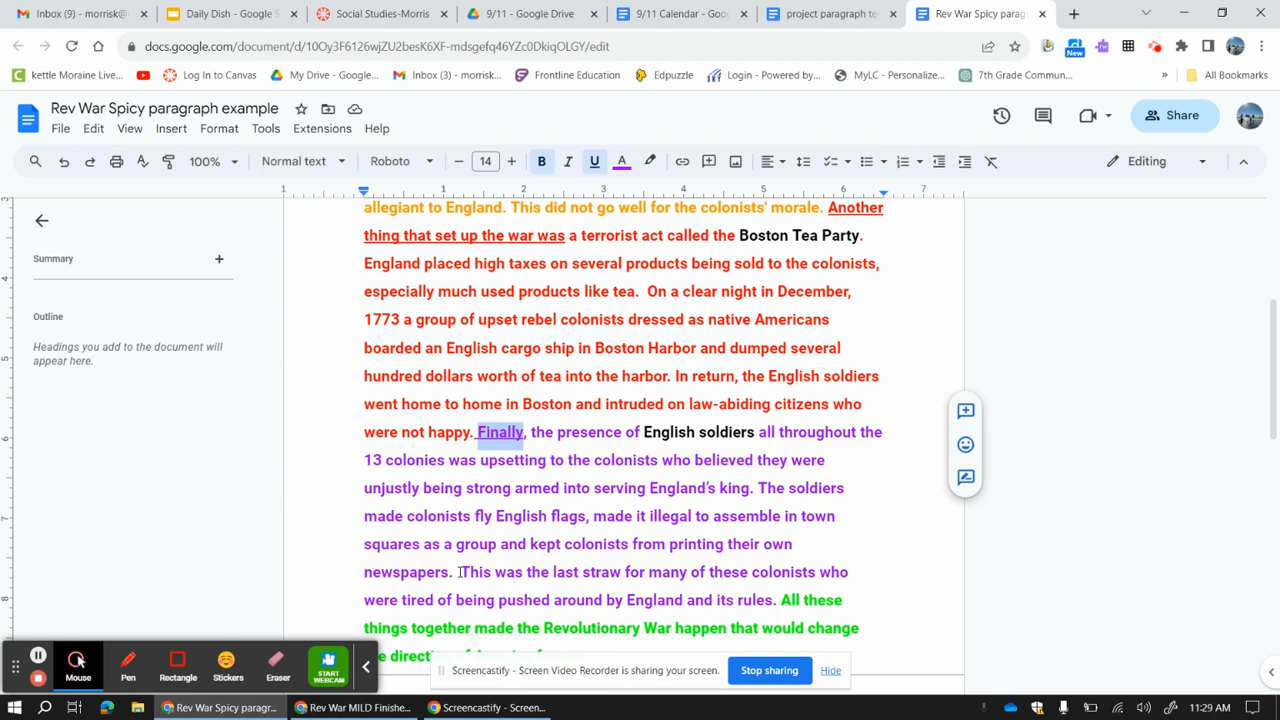 Inbox (9) - morrisk@
Daily Dish - Google S
Social Studies-Morris
9/11 - Google Drive
9/11 Calendar - Goog
project paragraph te
Rev War Spicy parag
docs.google.com/document/d/10Oy3F6126wjZU2besK6XF-mdsgefq46YZc0DkiqOLGY/edit
New
kettle Moraine Live...
Log In to Canvas
My Drive - Google...
Inbox (2) - morrisk...
Frontline Education
Edpuzzle
Login - Powered by...
MyLC - Personalize...
7th Grade Commun...
»
All Bookmarks
Rev War Spicy paragraph example
File Edit View Insert Format Tools Extensions Help
Share
100% Normal text Roboto – 14 + B I U A Editing
1 1 2 3 4 5 6 7
allegiant to England. This did not go well for the colonists' morale. Another
thing that set up the war was a terrorist act called the Boston Tea Party.
England placed high taxes on several products being sold to the colonists,
especially much used products like tea.  On a clear night in December,
1773 a group of upset rebel colonists dressed as native Americans
boarded an English cargo ship in Boston Harbor and dumped several
hundred dollars worth of tea into the harbor. In return, the English soldiers
went home to home in Boston and intruded on law-abiding citizens who
were not happy. Finally, the presence of English soldiers all throughout the
13 colonies was upsetting to the colonists who believed they were
unjustly being strong armed into serving England's king. The soldiers
made colonists fly English flags, made it illegal to assemble in town
squares as a group and kept colonists from printing their own
newspapers.  This was the last straw for many of these colonists who
were tired of being pushed around by England and its rules. All these
things together made the Revolutionary War happen that would change
Summary
Outline
Headings you add to the document will
appear here.
3
4
5
6
7
8
Mouse Pen Rectangle Stickers Eraser START WEBCAM
Screencastify - Screen Video Recorder is sharing your screen. Stop sharing Hide
Rev War Spicy paragr...
Rev War MILD Finishe...
Screencastify - Screen...
11:29 AM